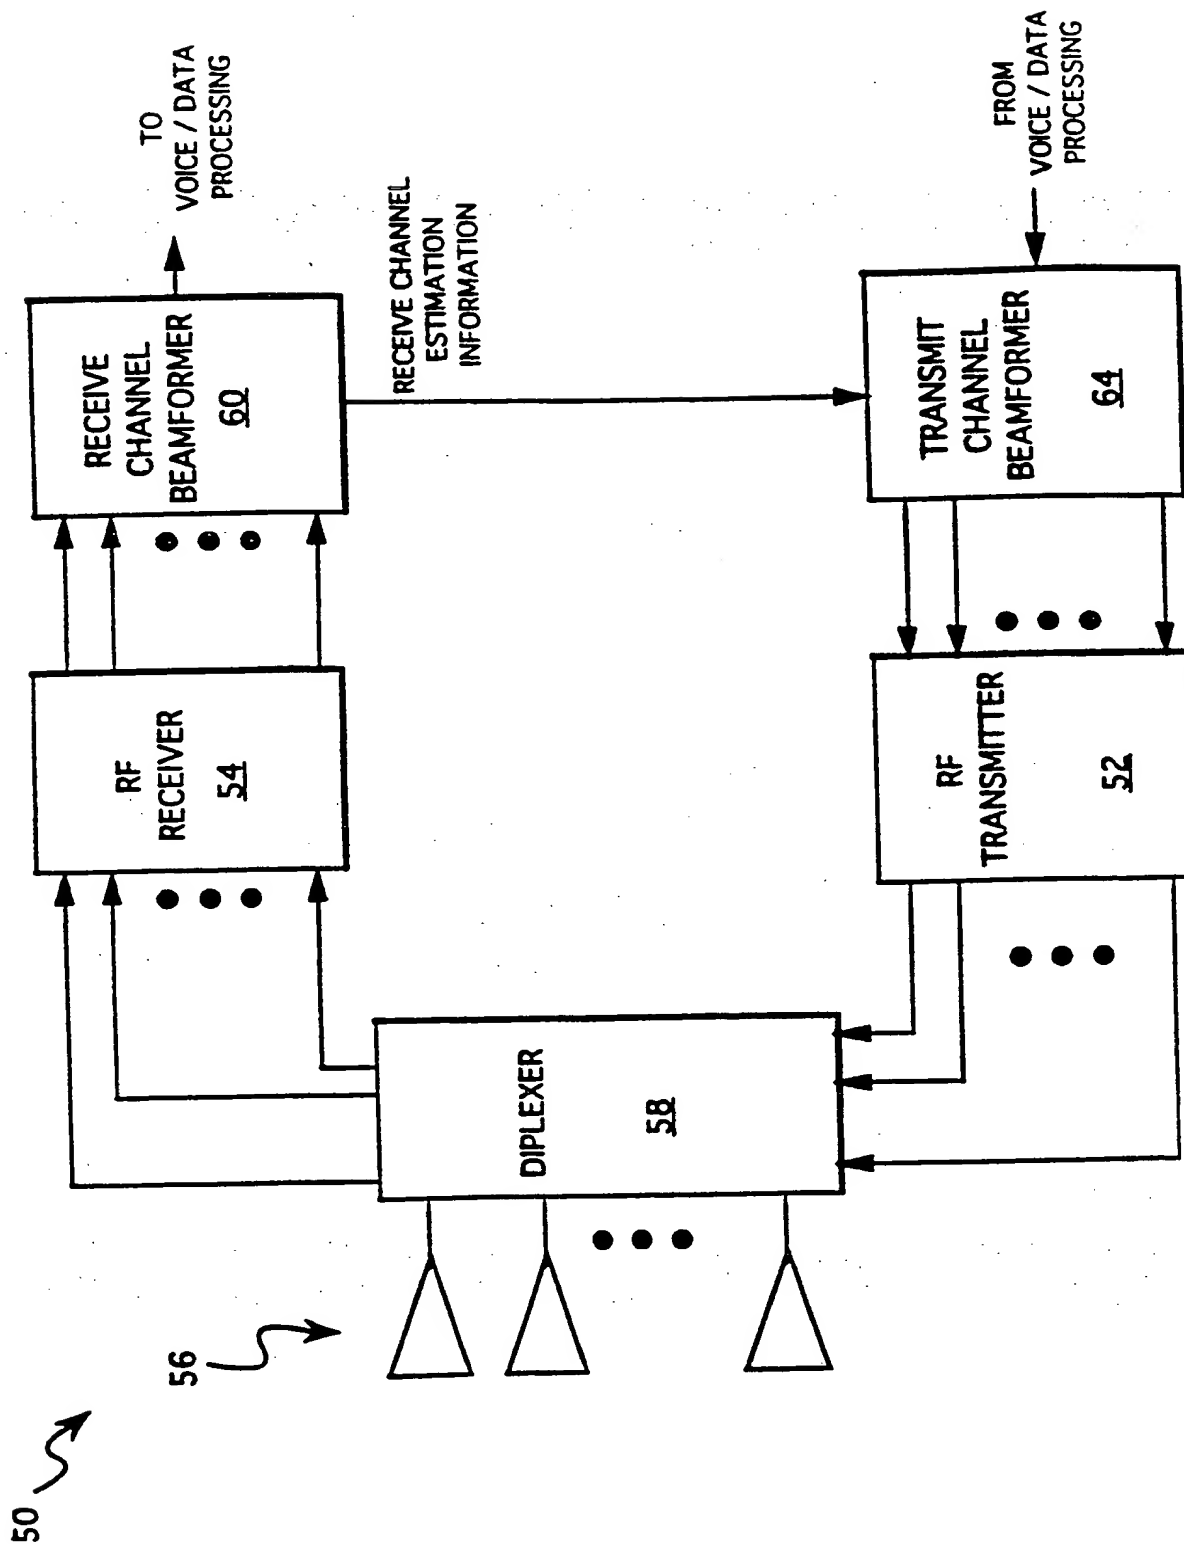 50
56
DIPLEXER
58
RF
RECEIVER
54
RECEIVE
CHANNEL
BEAMFORMER
60
TO
VOICE / DATA
PROCESSING
RECEIVE CHANNEL
ESTIMATION
INFORMATION
RF
TRANSMITTER
52
TRANSMIT
CHANNEL
BEAMFORMER
64
FROM
VOICE / DATA
PROCESSING